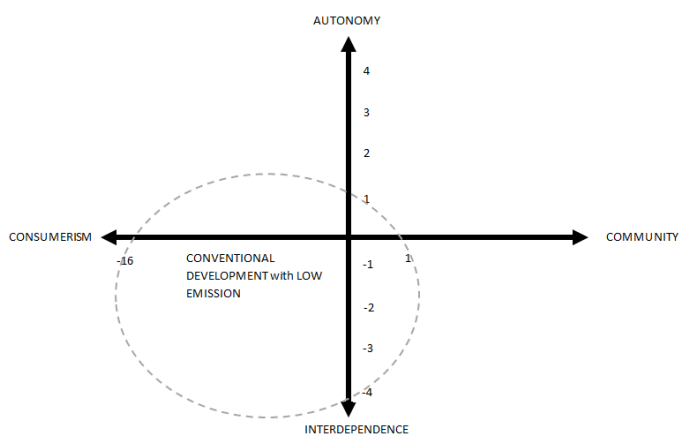 AUTONOMY
4
3
2
1
CONSUMERISM
COMMUNITY
-16
CONVENTIONAL
DEVELOPMENT with LOW
EMISSION
-1
1
-2
-3
-4
INTERDEPENDENCE